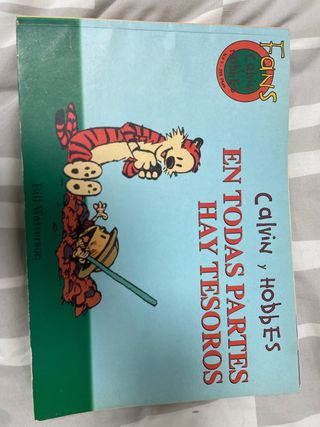 Fans
Calvin y Hobbes
EN TODAS PARTES
HAY TESOROS
Bill Watterson